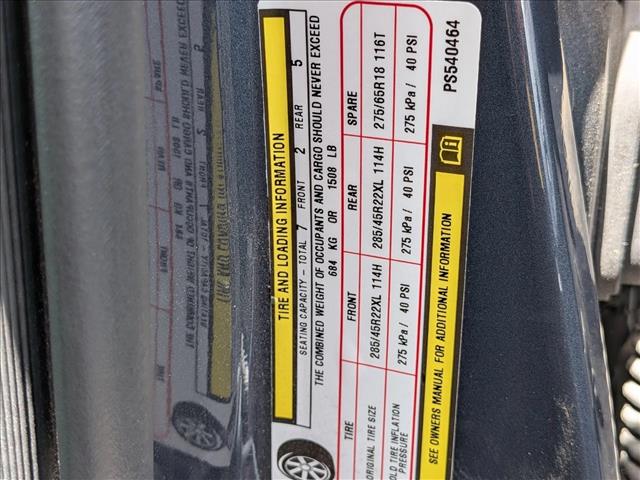 TIRE AND LOADING INFORMATION
SEATING CAPACITY - TOTAL 7 FRONT 2 REAR 5
THE COMBINED WEIGHT OF OCCUPANTS AND CARGO SHOULD NEVER EXCEED
684 KG OR 1508 LB
TIRE FRONT REAR SPARE
ORIGINAL TIRE SIZE 285/45R22XL 114H 285/45R22XL 114H 275/65R18 116T
OLD TIRE INFLATION PRESSURE 275 kPa / 40 PSI 275 kPa / 40 PSI 275 kPa / 40 PSI
SEE OWNERS MANUAL FOR ADDITIONAL INFORMATION
PS540464